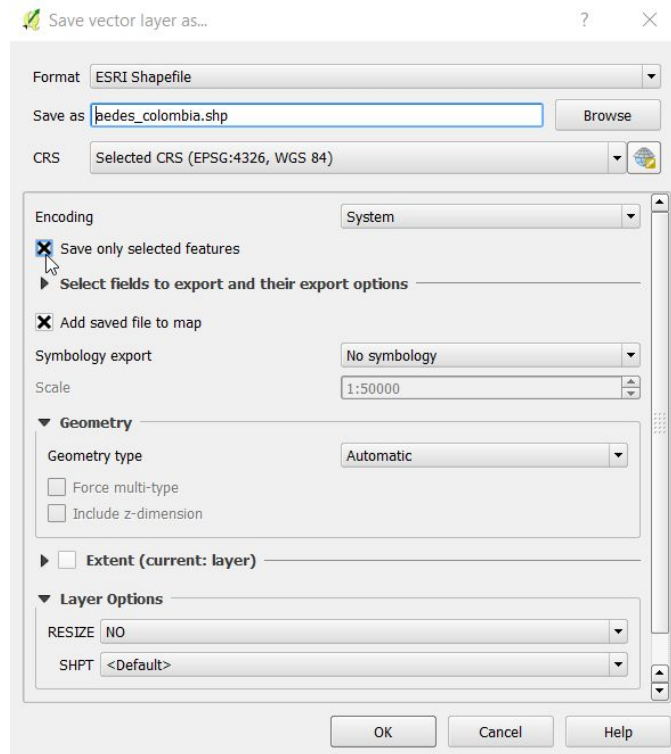 Save vector layer as...
?
Format ESRI Shapefile
Save as aedes_colombia.shp Browse
CRS Selected CRS (EPSG:4326, WGS 84)
Encoding System
Save only selected features
Select fields to export and their export options
Add saved file to map
Symbology export No symbology
Scale 1:50000
Geometry
Geometry type Automatic
Force multi-type
Include z-dimension
Extent (current: layer)
Layer Options
RESIZE NO
SHPT <Default>
OK Cancel Help